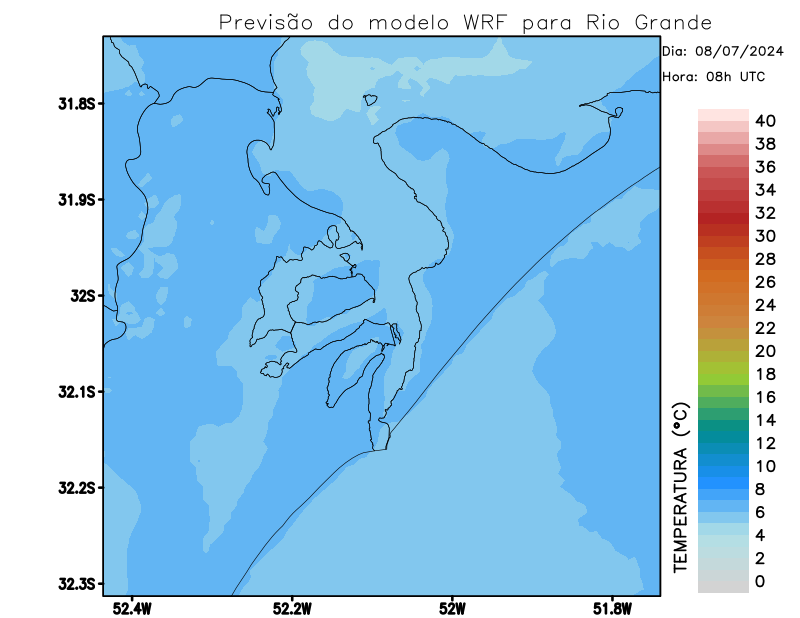 Previsão do modelo WRF para Rio Grande
Dia: 08/07/2024
Hora: 08h UTC
31.8S
31.9S
32S
32.1S
32.2S
32.3S
52.4W
52.2W
52W
51.8W
TEMPERATURA (°C)
40
38
36
34
32
30
28
26
24
22
20
18
16
14
12
10
8
6
4
2
0